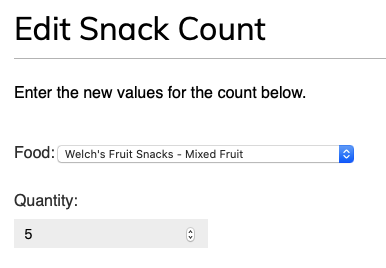 Edit Snack Count
Enter the new values for the count below.
Food: Welch's Fruit Snacks - Mixed Fruit
Quantity:
5